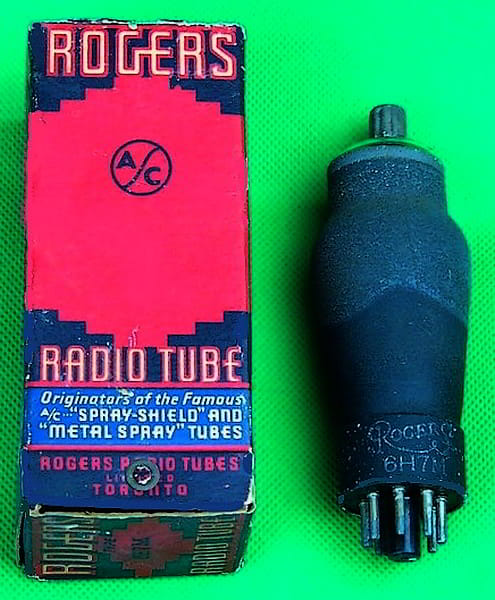 ROGERS
A/C
RADIO TUBE
Originators of the Famous
A/C "SPRAY-SHIELD" AND
"METAL SPRAY" TUBES
ROGERS RADIO TUBES
LIMITED
TORONTO
ROGERS
RADIO TUBE
ROGERS
6H7